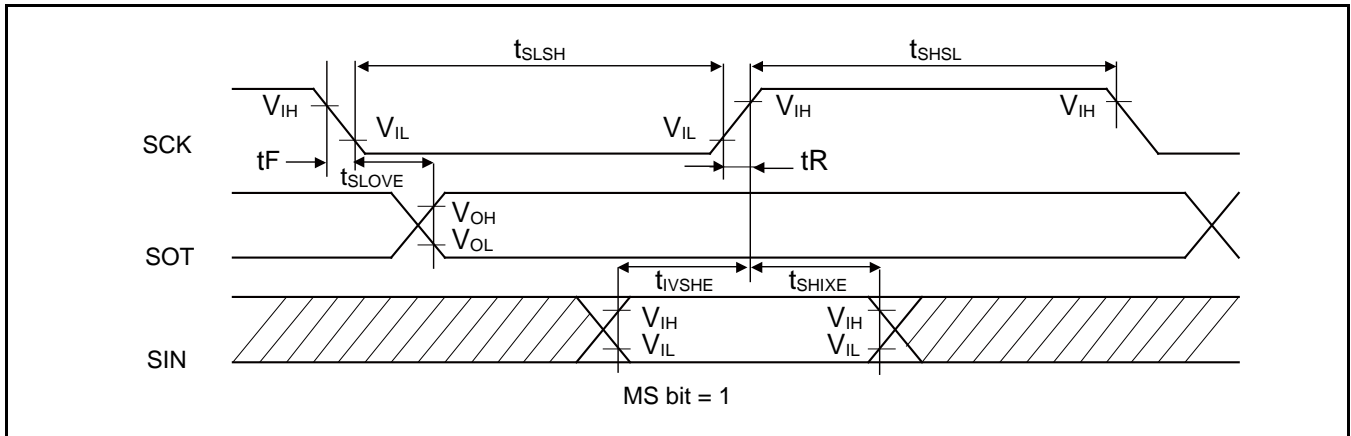 tSLSH tSHSL
VIH VIL VIL VIH VIH
SCK
tF tSLOVE tR
VOH
VOL
SOT
tIVSHE tSHIXE
VIH VIH
VIL VIL
SIN
MS bit = 1